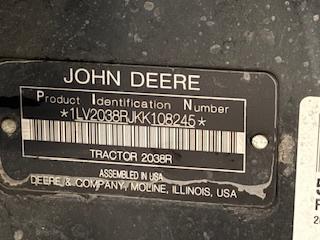 JOHN DEERE
Product Identification Number
*1LV2038RJKK108245*
TRACTOR 2038R
ASSEMBLED IN USA
DEERE & COMPANY, MOLINE, ILLINOIS, USA